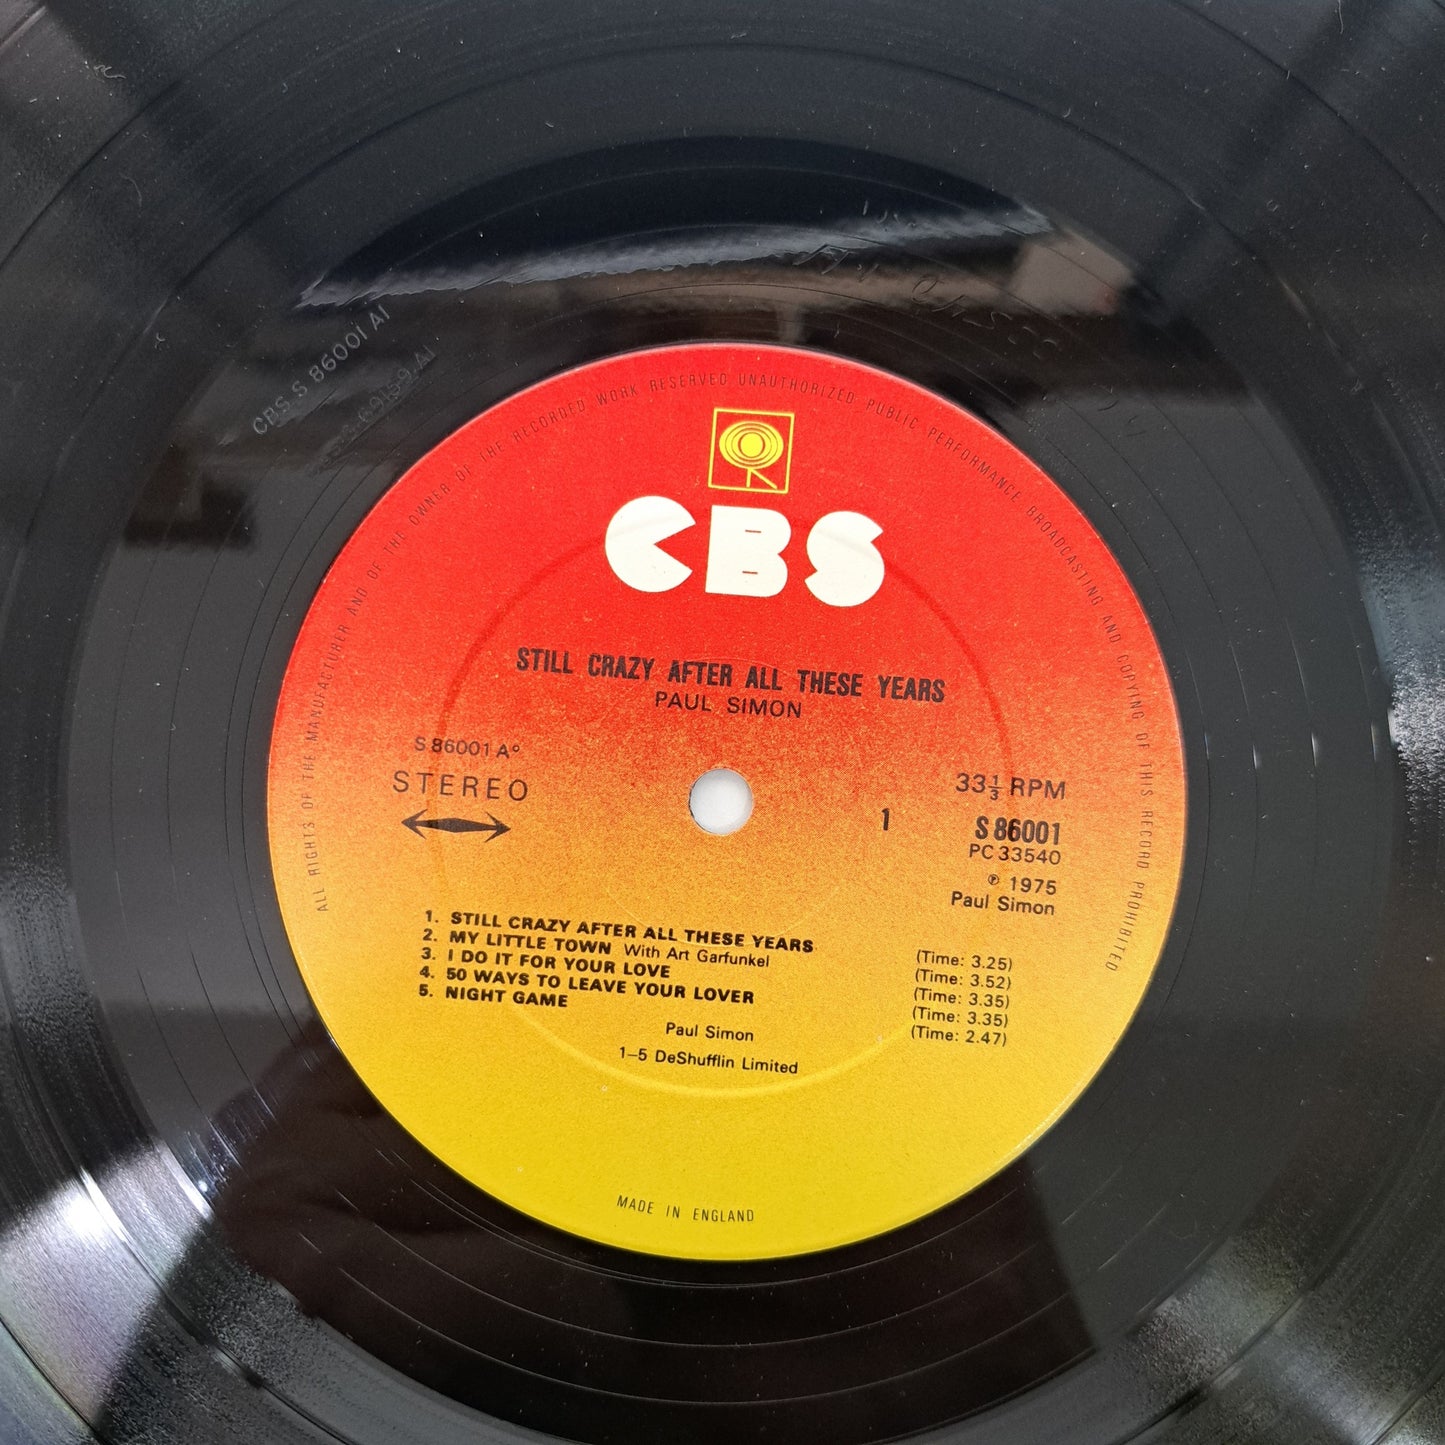 CBS S 86001 A1
ALL RIGHTS OF THE MANUFACTURER AND OF THE OWNER OF THE RECORDED WORK RESERVED UNAUTHORIZED PUBLIC PERFORMANCE BROADCASTING AND COPYING OF THIS RECORD PROHIBITED
CBS
STILL CRAZY AFTER ALL THESE YEARS
PAUL SIMON
S 86001 A°
STEREO
33⅓ RPM
1
S 86001
PC 33540
℗ 1975
Paul Simon
1. STILL CRAZY AFTER ALL THESE YEARS (Time: 3.25)
2. MY LITTLE TOWN With Art Garfunkel (Time: 3.52)
3. I DO IT FOR YOUR LOVE (Time: 3.35)
4. 50 WAYS TO LEAVE YOUR LOVER (Time: 3.35)
5. NIGHT GAME (Time: 2.47)
Paul Simon
1–5 DeShufflin Limited
MADE IN ENGLAND